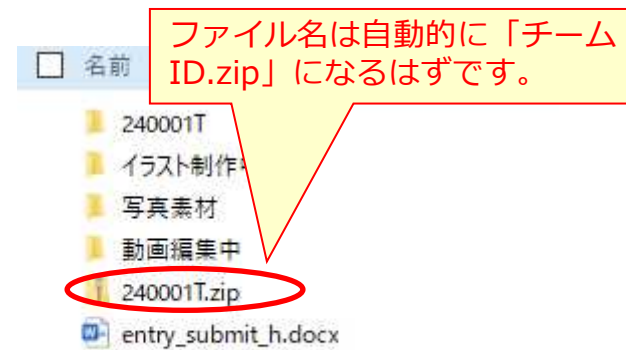 ファイル名は自動的に「チーム
ID.zip」になるはずです。
名前
240001T
イラスト制作
写真素材
動画編集中
240001T.zip
entry_submit_h.docx